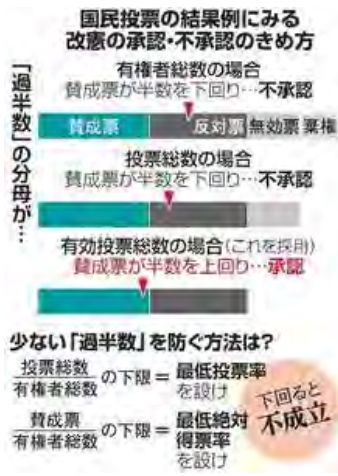 国民投票の結果例にみる
改憲の承認・不承認のきめ方
「過半数」の分母が…
有権者総数の場合
賛成票が半数を下回り…不承認
賛成票 反対票 無効票 棄権
投票総数の場合
賛成票が半数を下回り…不承認
有効投票総数の場合(これを採用)
賛成票が半数を上回り…承認
少ない「過半数」を防ぐ方法は?
投票総数
有権者総数
の下限=最低投票率
を設け
賛成票
有権者総数
の下限=最低絶対
得票率
を設け
下回ると
不成立